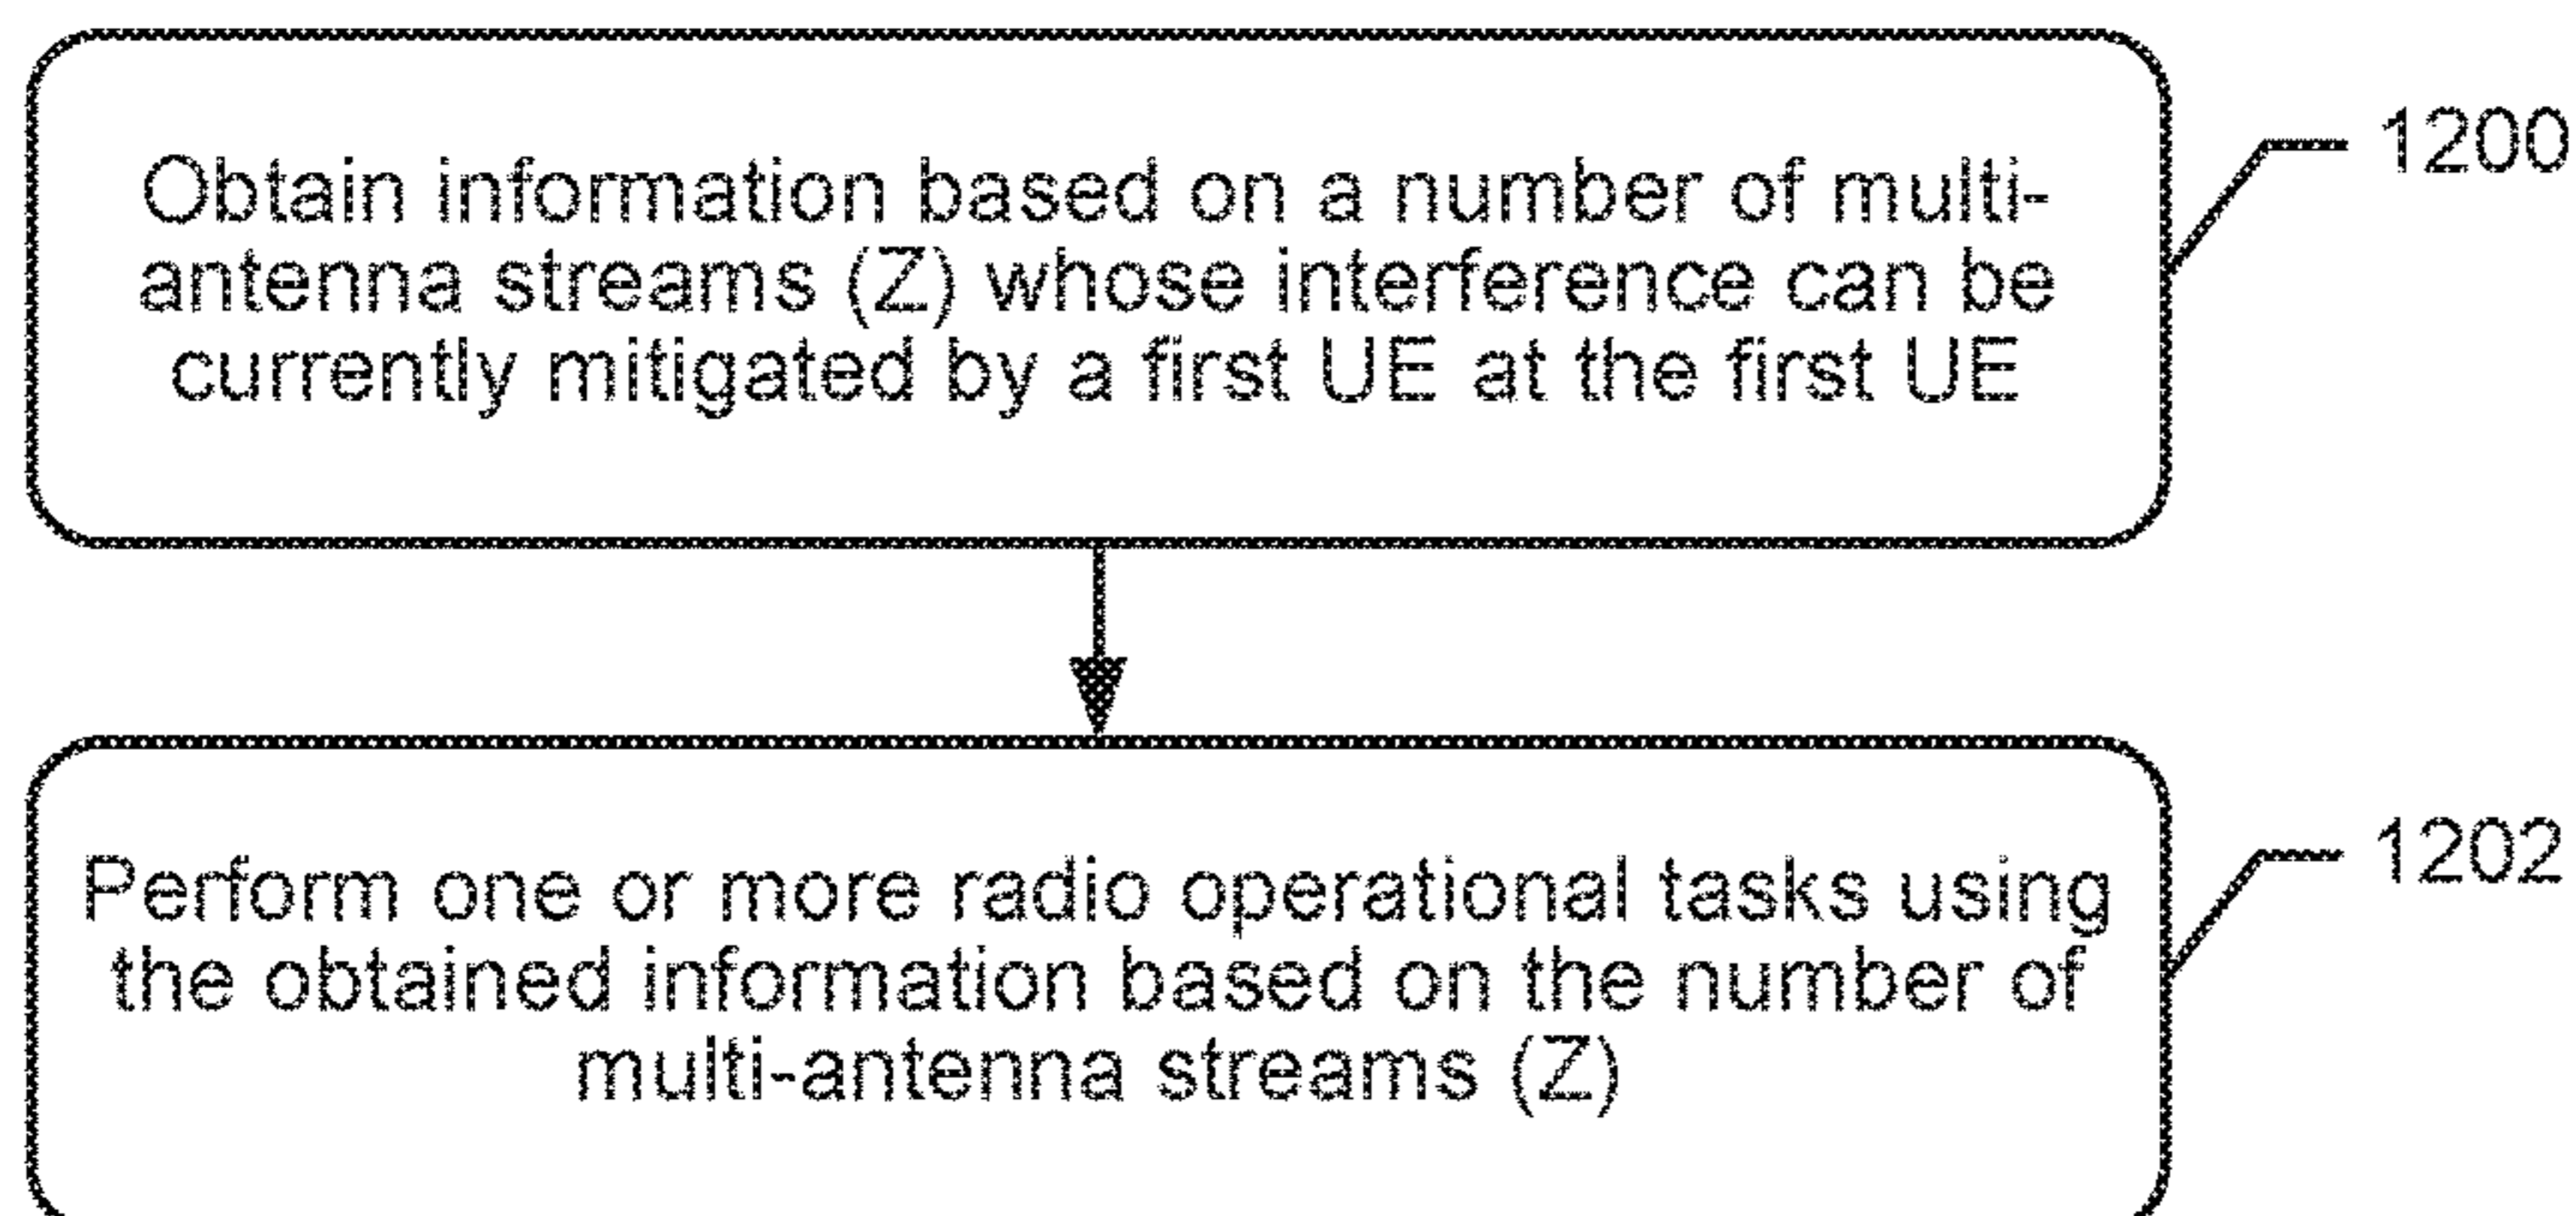 Obtain information based on a number of multi-
antenna streams (Z) whose interference can be
currently mitigated by a first UE at the first UE
1200
Perform one or more radio operational tasks using
the obtained information based on the number of
multi-antenna streams (Z)
1202